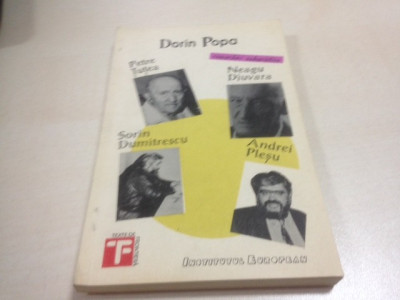 Dorin Popa
Petre
Țuțea
Neagu
Djuvara
Sorin
Dumitrescu
Andrei
Pleșu
INSTITUTUL EUROPEAN